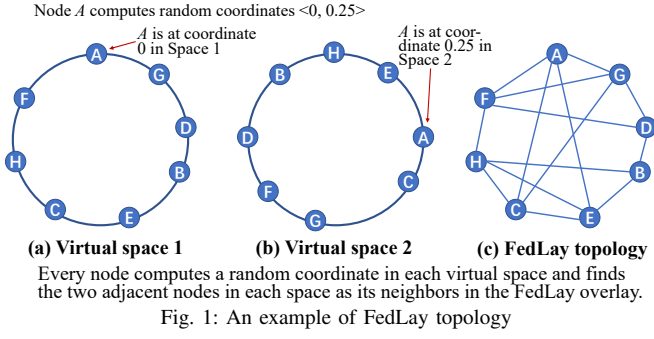 Node A computes random coordinates <0, 0.25>
A is at coordinate
0 in Space 1
A is at coor-
dinate 0.25 in
Space 2
A
G
D
B
E
C
H
F
H
E
A
C
G
F
D
B
A
G
D
B
E
C
H
F
(a) Virtual space 1
(b) Virtual space 2
(c) FedLay topology
Every node computes a random coordinate in each virtual space and finds
the two adjacent nodes in each space as its neighbors in the FedLay overlay.
Fig. 1: An example of FedLay topology